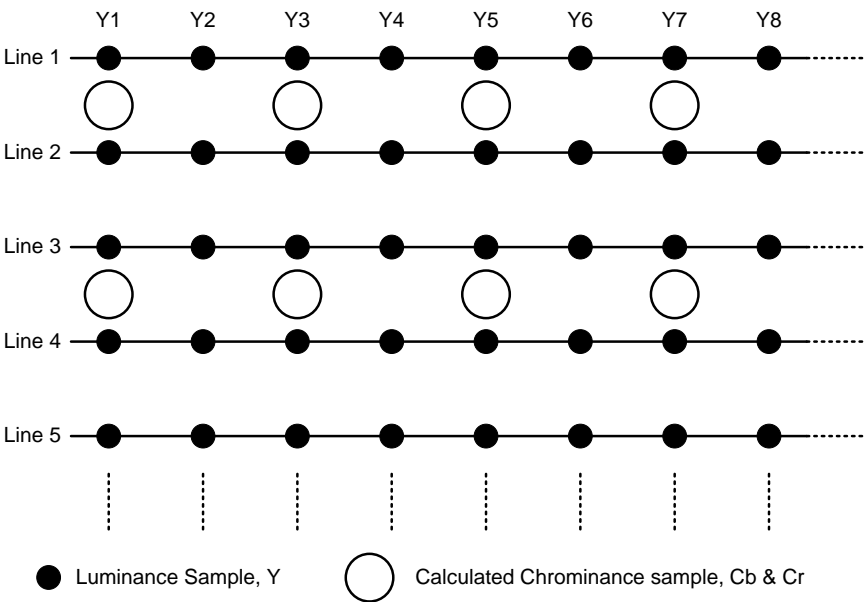 Y1 Y2 Y3 Y4 Y5 Y6 Y7 Y8
Line 1
Line 2
Line 3
Line 4
Line 5
Luminance Sample, Y
Calculated Chrominance sample, Cb & Cr